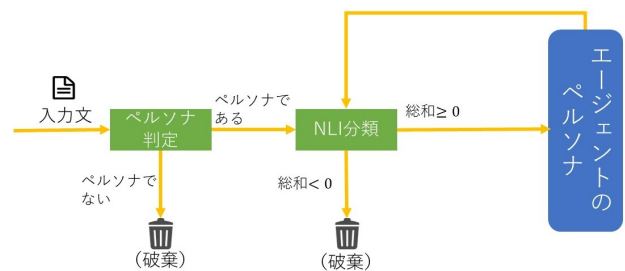 入力文
ペルソナ
判定
ペルソナで
ある
NLI分類
総和≥ 0
エージェントの
ペルソナ
ペルソナで
ない
総和< 0
（破棄）
（破棄）